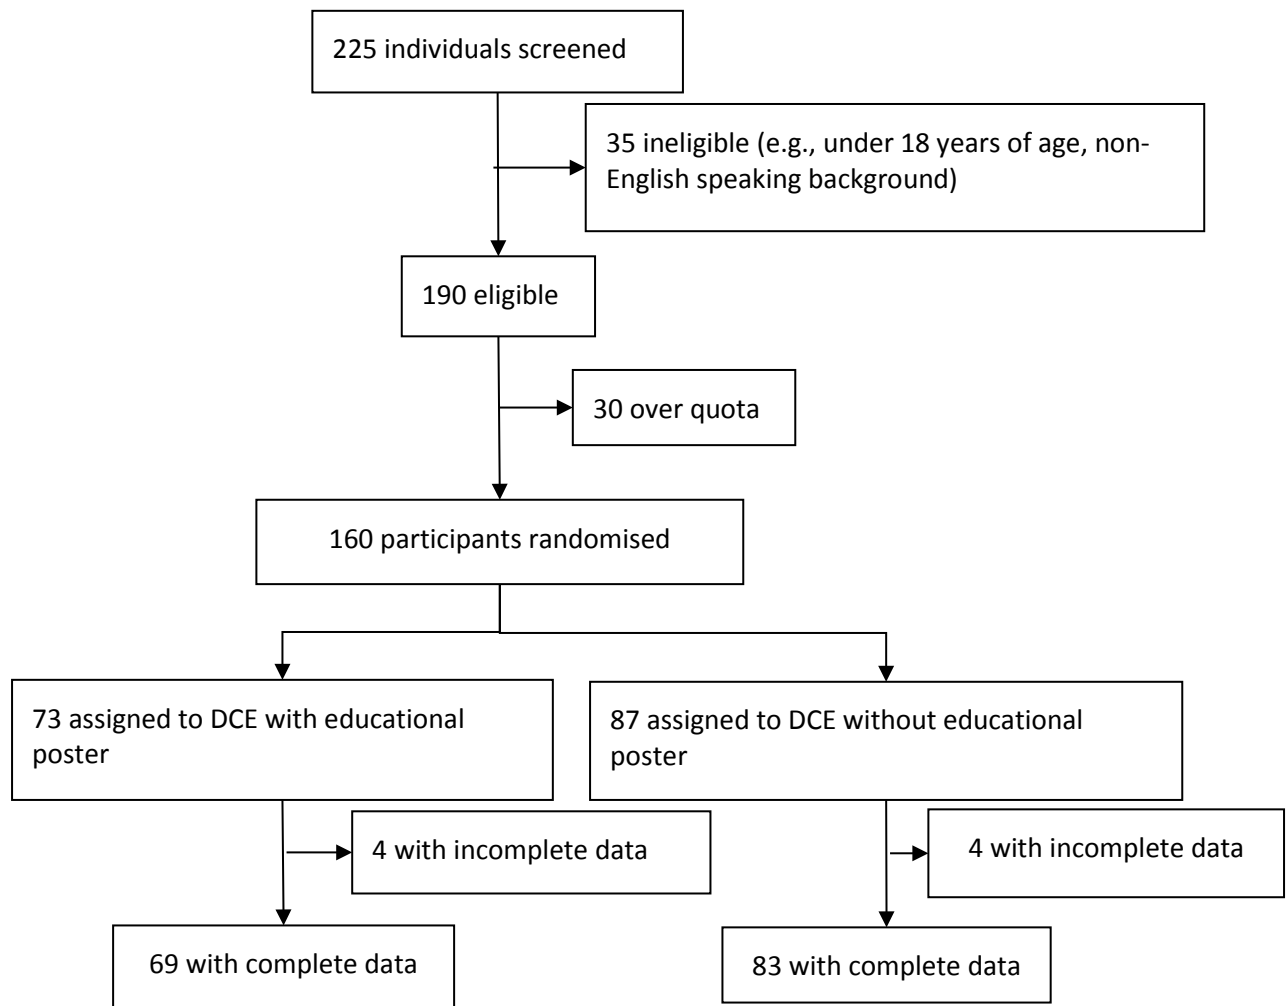 225 individuals screened
35 ineligible (e.g., under 18 years of age, non-
English speaking background)
190 eligible
30 over quota
160 participants randomised
73 assigned to DCE with educational
poster
87 assigned to DCE without educational
poster
4 with incomplete data
4 with incomplete data
69 with complete data
83 with complete data